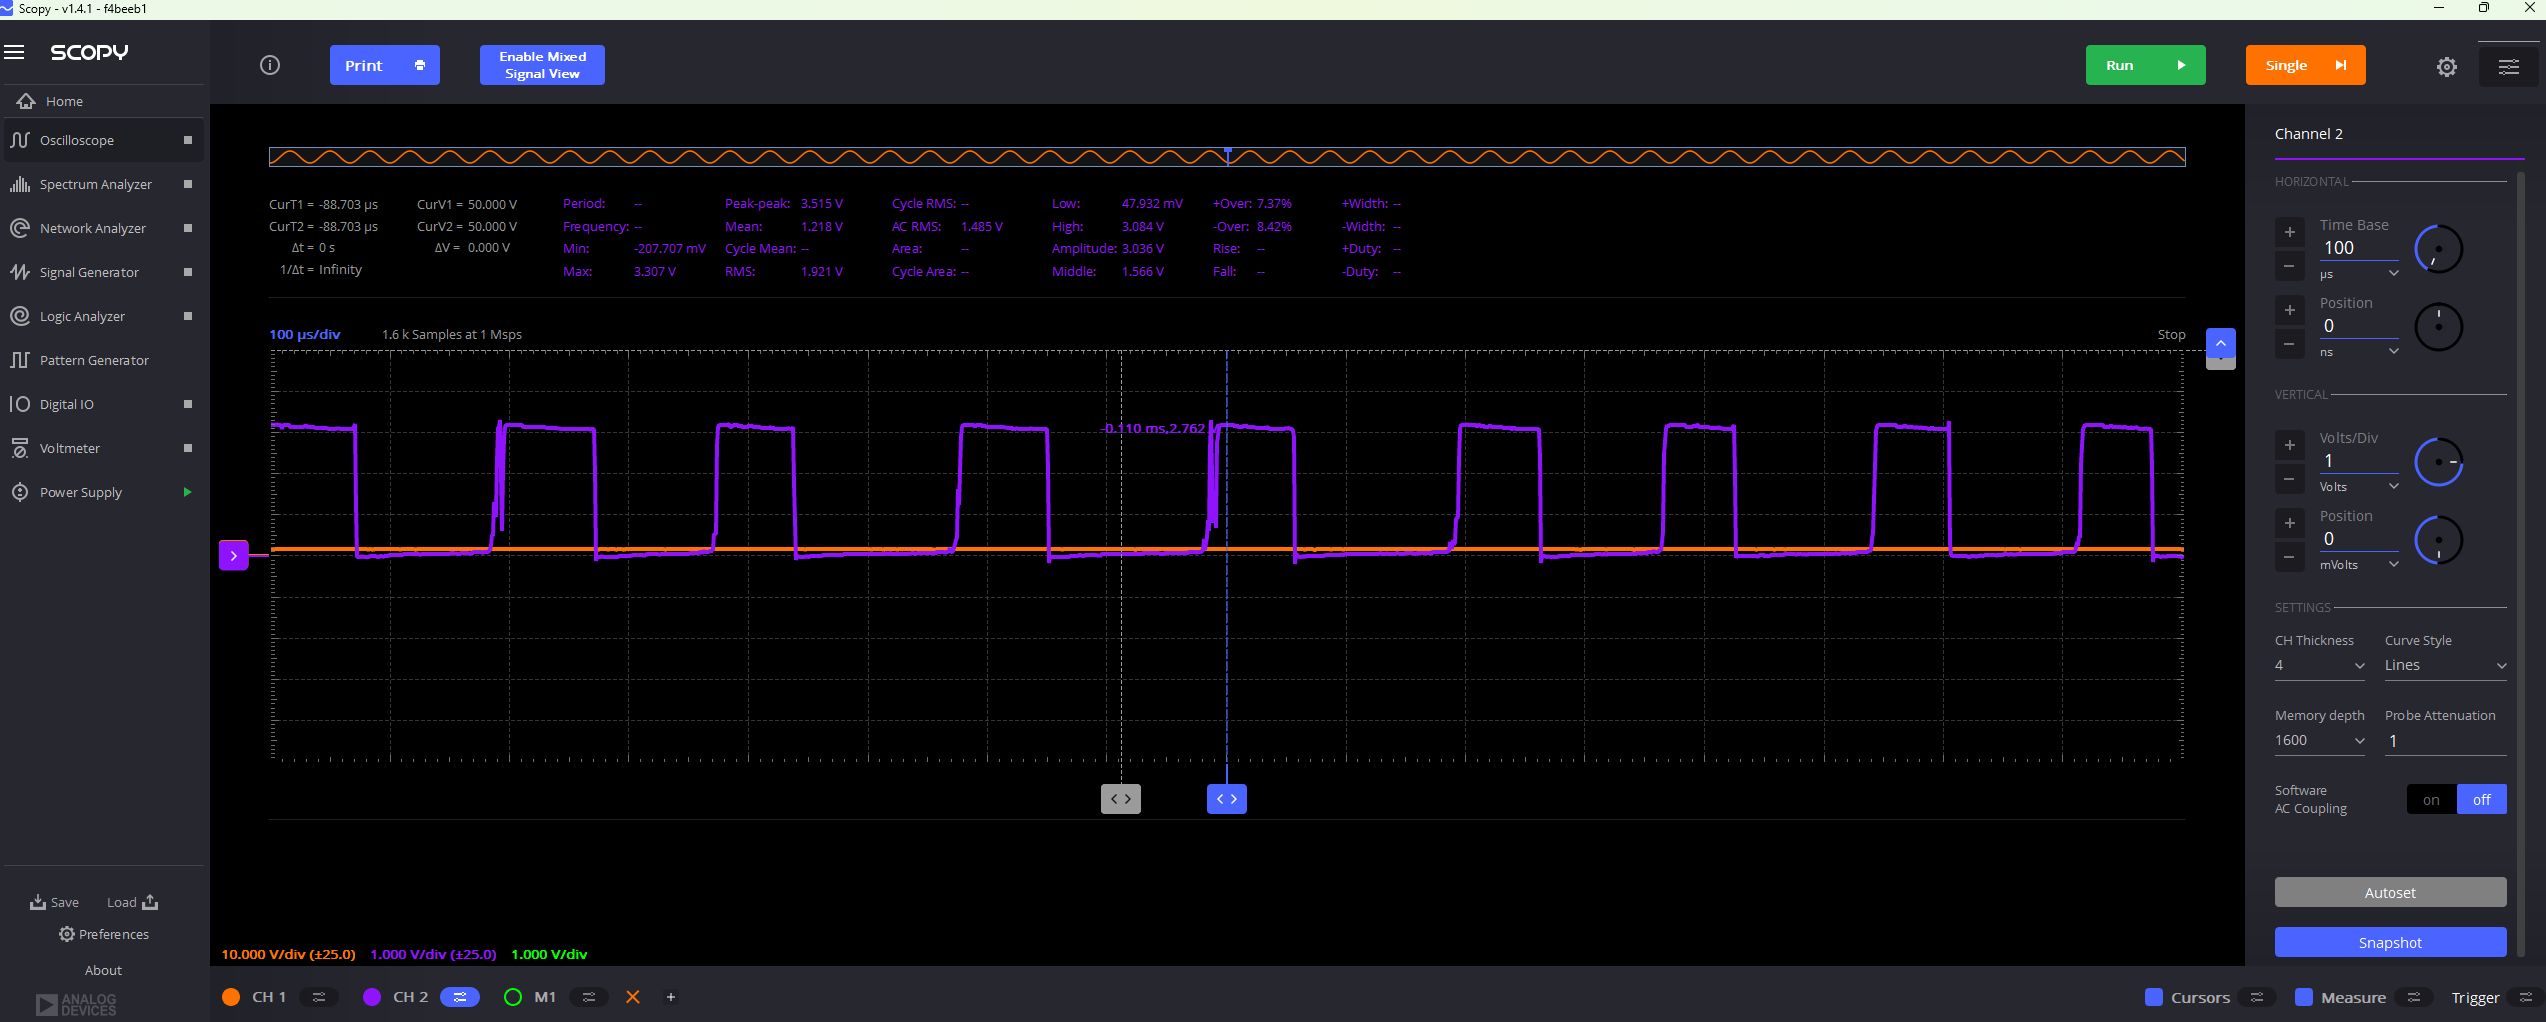 Scopy - v1.4.1 - f4beeb1
SCOPY
Home
Oscilloscope
Spectrum Analyzer
Network Analyzer
Signal Generator
Logic Analyzer
Pattern Generator
Digital IO
Voltmeter
Power Supply
Save Load
Preferences
About
ANALOG
DEVICES
Print
Enable Mixed
Signal View
Run
Single
CurT1 = -88.703 µs CurV1 = 50.000 V Period: -- Peak-peak: 3.515 V Cycle RMS: -- Low: 47.932 mV +Over: 7.37% +Width: --
CurT2 = -88.703 µs CurV2 = 50.000 V Frequency: -- Mean: 1.218 V AC RMS: 1.485 V High: 3.084 V -Over: 8.42% -Width: --
Δt = 0 s ΔV = 0.000 V Min: -207.707 mV Cycle Mean: -- Area: -- Amplitude: 3.036 V Rise: -- +Duty: --
1/Δt = Infinity Max: 3.307 V RMS: 1.921 V Cycle Area: -- Middle: 1.566 V Fall: -- -Duty: --
100 µs/div 1.6 k Samples at 1 Msps Stop
-0.110 ms,2.762
10.000 V/div (±25.0) 1.000 V/div (±25.0) 1.000 V/div
CH 1 CH 2 M1 +
Cursors Measure Trigger
Channel 2
HORIZONTAL
Time Base
100
µs
Position
0
ns
VERTICAL
Volts/Div
1
Volts
Position
0
mVolts
SETTINGS
CH Thickness Curve Style
4 Lines
Memory depth Probe Attenuation
1600 1
Software
AC Coupling
on off
Autoset
Snapshot